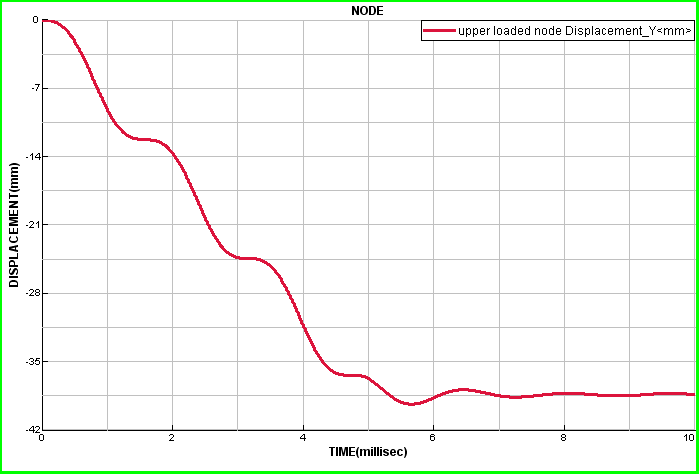 NODE
upper loaded node Displacement_Y<mm>
DISPLACEMENT(mm)
0
-7
-14
-21
-28
-35
-42
0 2 4 6 8 10
TIME(millisec)